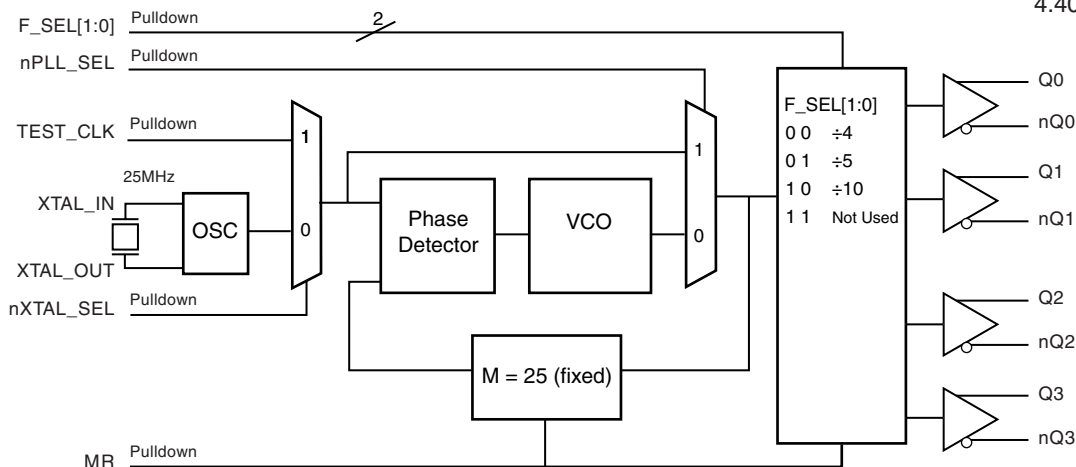 4.40
F_SEL[1:0] Pulldown 2
nPLL_SEL Pulldown
TEST_CLK Pulldown
25MHz
XTAL_IN
OSC
XTAL_OUT
nXTAL_SEL Pulldown
1
0
Phase
Detector
VCO
1
0
M = 25 (fixed)
F_SEL[1:0]
0 0 ÷4
0 1 ÷5
1 0 ÷10
1 1 Not Used
Q0
nQ0
Q1
nQ1
Q2
nQ2
Q3
nQ3
MR Pulldown